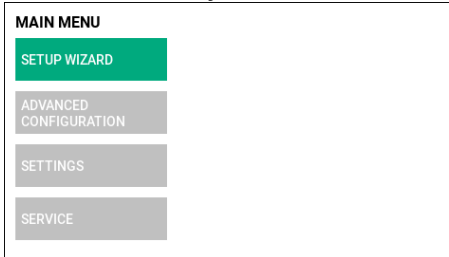 MAIN MENU
SETUP WIZARD
ADVANCED
CONFIGURATION
SETTINGS
SERVICE